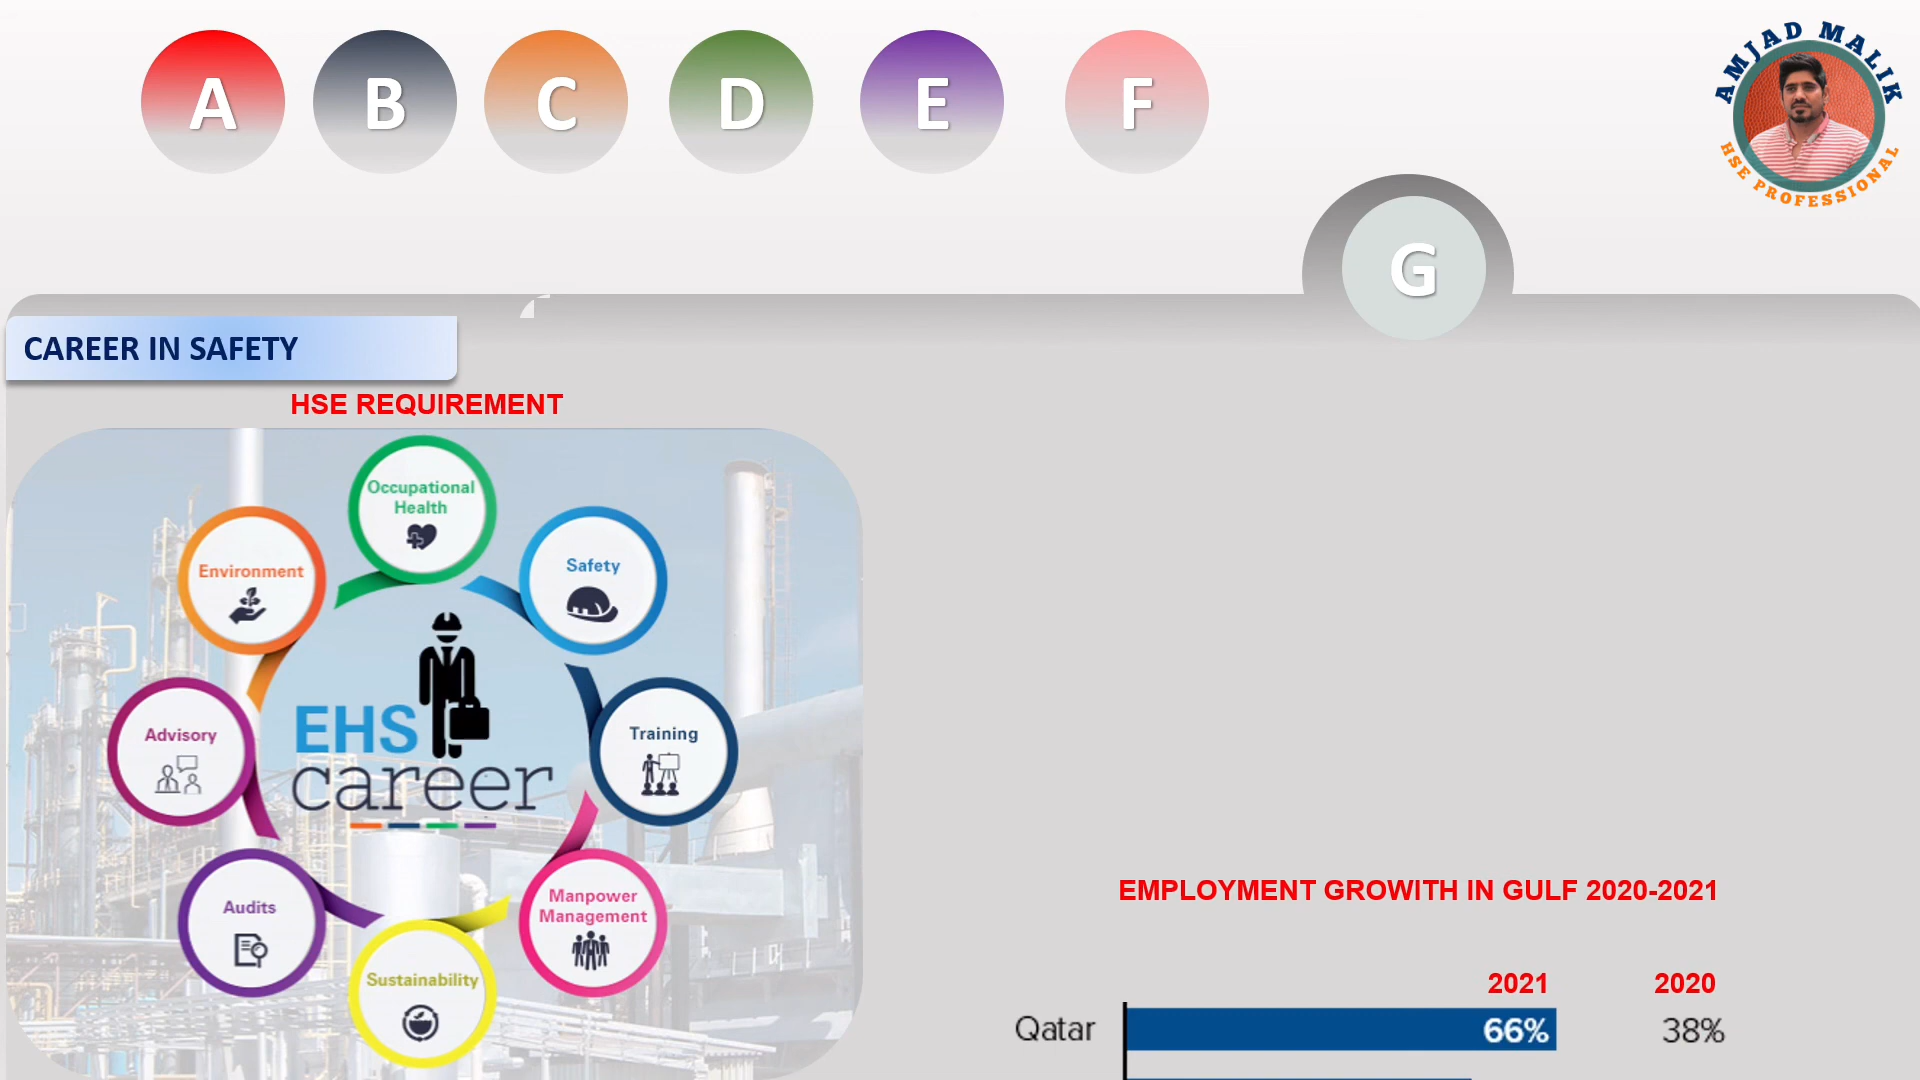 A B C D E F
AMJAD MALIK
HSE PROFESSIONAL
G
CAREER IN SAFETY
HSE REQUIREMENT
Occupational
Health
Safety
Environment
Training
Advisory
EHS
career
Manpower
Management
Audits
Sustainability
EMPLOYMENT GROWITH IN GULF 2020-2021
2021 2020
Qatar 66% 38%